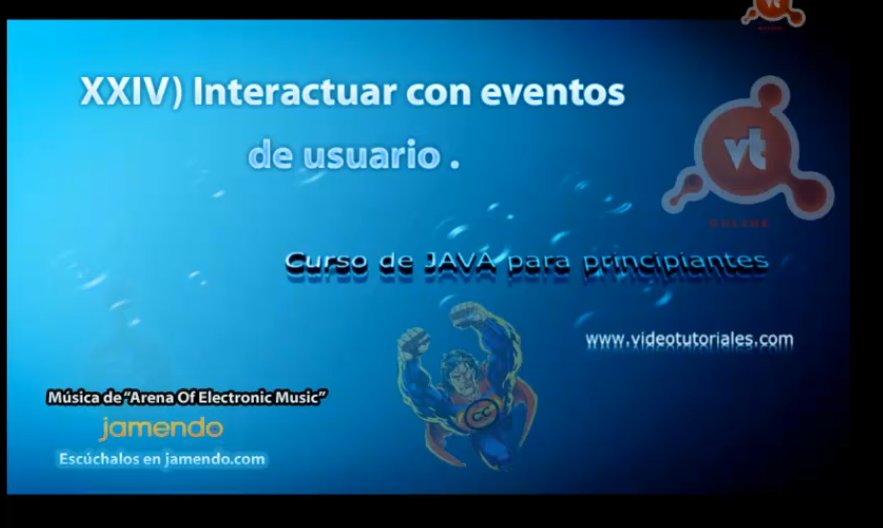 XXIV) Interactuar con eventos
de usuario .
vt
ONLINE
Curso de JAVA para principiantes
www.videotutoriales.com
CC
Música de "Arena Of Electronic Music"
jamendo
Escúchalos en jamendo.com